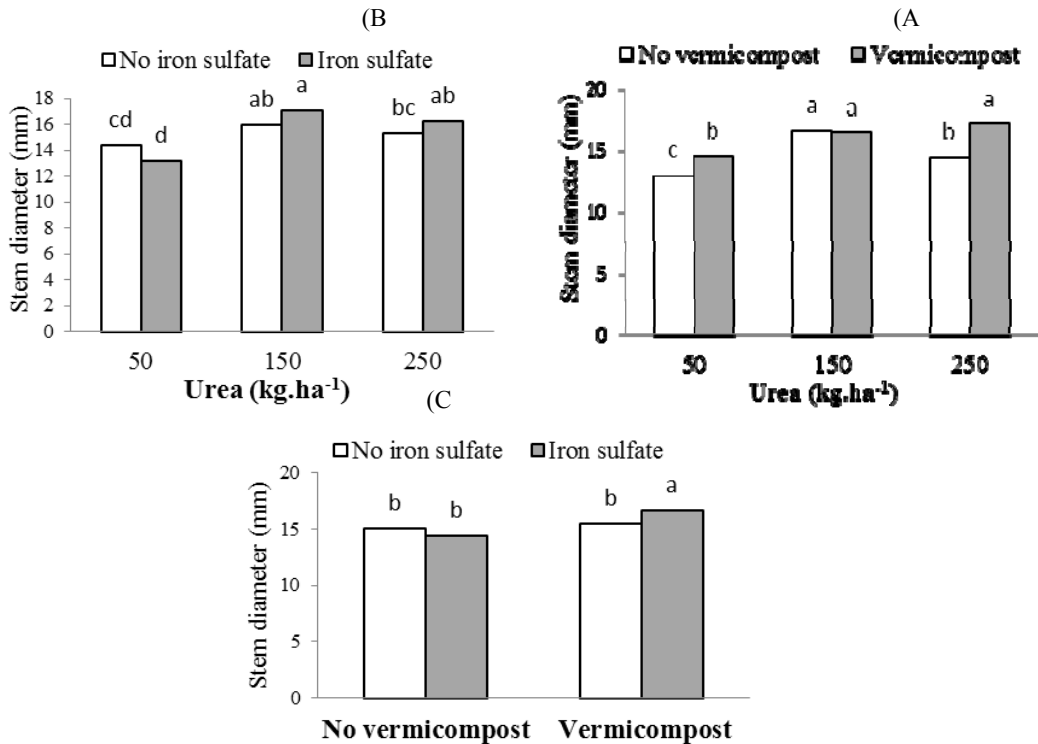 (B)
No iron sulfate Iron sulfate
Stem diameter (mm)
18
16
14
12
10
8
6
4
2
0
cd d ab a bc ab
50 150 250
Urea (kg.ha-1)
(A)
No vermicompost Vermicompost
Stem diameter (mm)
20
15
10
5
0
c b a a b a
50 150 250
Urea (kg.ha-1)
(C
No iron sulfate Iron sulfate
Stem diameter (mm)
20
15
10
5
0
b b b a
No vermicompost Vermicompost